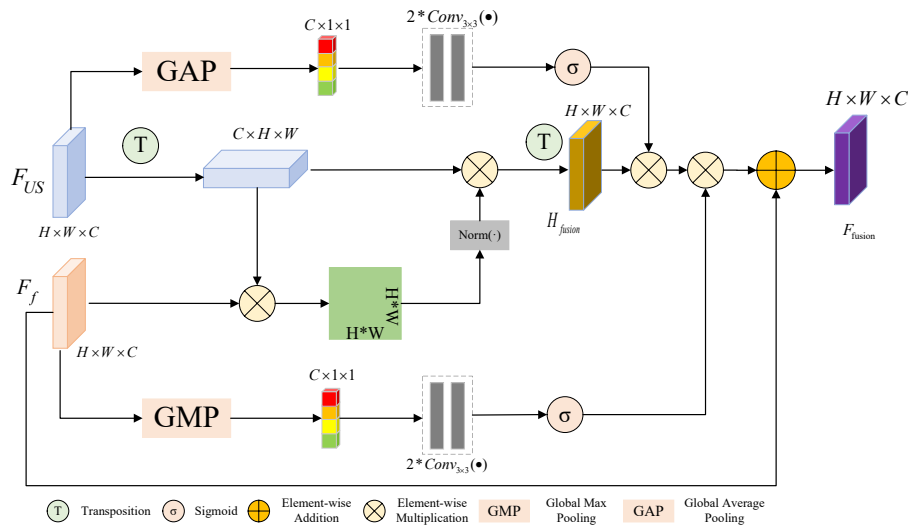 C×1×1
2*Conv3×3(•)
GAP
σ
H×W×C
H×W×C
T
C×H×W
T
FUS
H×W×C
Hfusion
Ffusion
Norm(·)
Ff
H*W
H*W
H×W×C
C×1×1
GMP
σ
2*Conv3×3(•)
T Transposition
σ Sigmoid
Element-wise
Addition
Element-wise
Multiplication
GMP
Global Max
Pooling
GAP
Global Average
Pooling